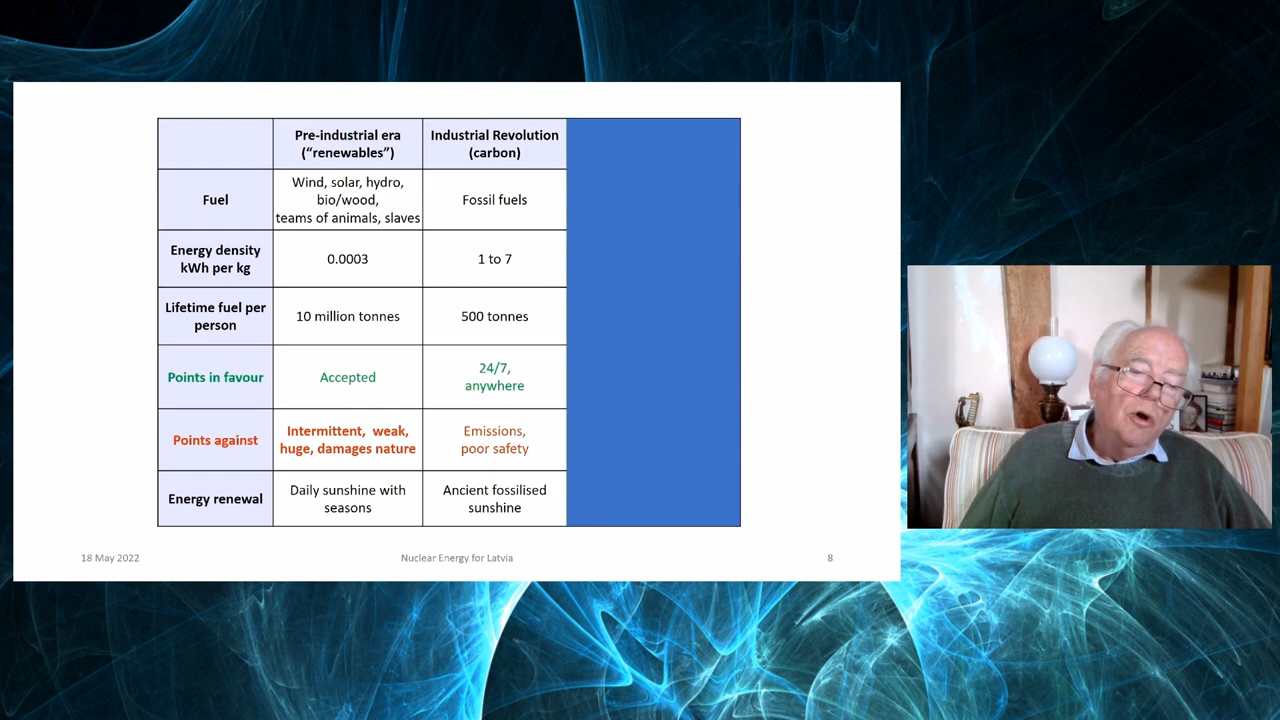 Pre-industrial era
("renewables")
Industrial Revolution
(carbon)
Fuel
Wind, solar, hydro,
bio/wood,
teams of animals, slaves
Fossil fuels
Energy density
kWh per kg
0.0003
1 to 7
Lifetime fuel per
person
10 million tonnes
500 tonnes
Points in favour
Accepted
24/7,
anywhere
Points against
Intermittent, weak,
huge, damages nature
Emissions,
poor safety
Energy renewal
Daily sunshine with
seasons
Ancient fossilised
sunshine
18 May 2022
Nuclear Energy for Latvia
8